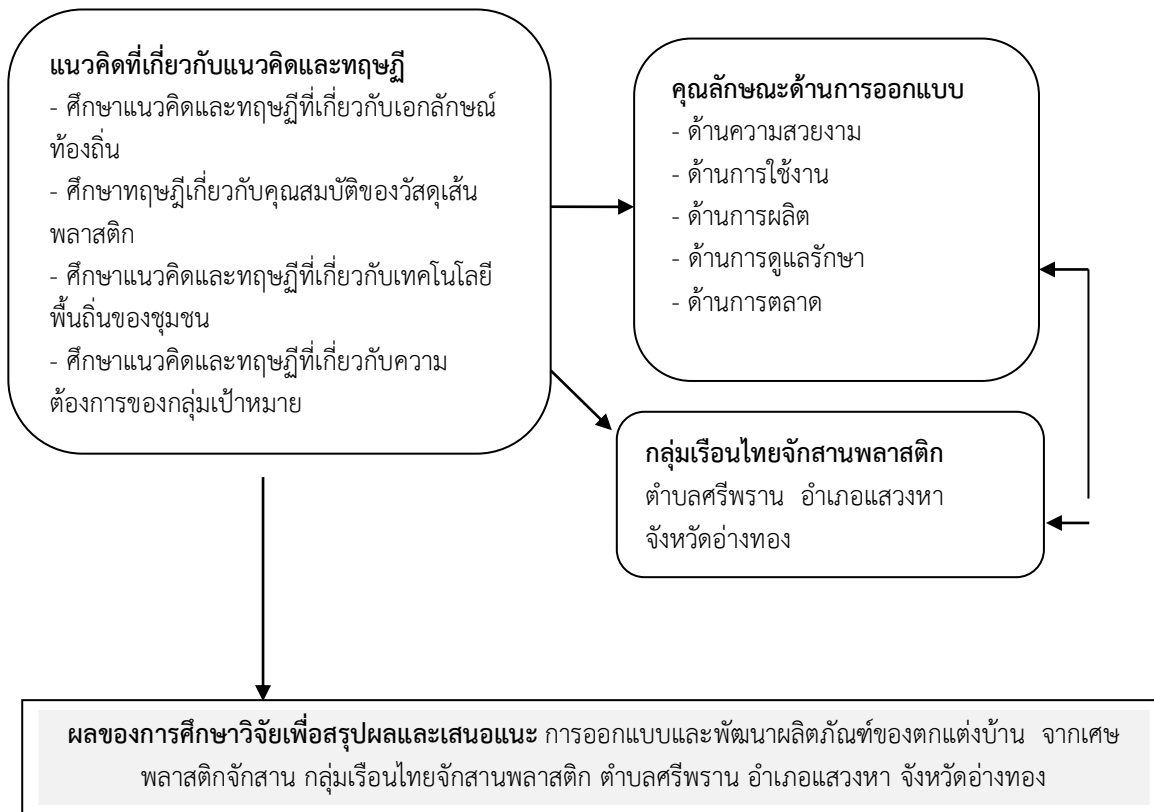 แนวคิดที่เกี่ยวกับแนวคิดและทฤษฏี
- ศึกษาแนวคิดและทฤษฏีที่เกี่ยวกับเอกลักษณ์
ท้องถิ่น
- ศึกษาทฤษฎีเกี่ยวกับคุณสมบัติของวัสดุเส้น
พลาสติก
- ศึกษาแนวคิดและทฤษฏีที่เกี่ยวกับเทคโนโลยี
พื้นถิ่นของชุมชน
- ศึกษาแนวคิดและทฤษฏีที่เกี่ยวกับความ
ต้องการของกลุ่มเป้าหมาย
คุณลักษณะด้านการออกแบบ
- ด้านความสวยงาม
- ด้านการใช้งาน
- ด้านการผลิต
- ด้านการดูแลรักษา
- ด้านการตลาด
กลุ่มเรือนไทยจักสานพลาสติก
ตำบลศรีพราน อำเภอแสวงหา
จังหวัดอ่างทอง
ผลของการศึกษาวิจัยเพื่อสรุปผลและเสนอแนะ การออกแบบและพัฒนาผลิตภัณฑ์ของตกแต่งบ้าน จากเศษ
พลาสติกจักสาน กลุ่มเรือนไทยจักสานพลาสติก ตำบลศรีพราน อำเภอแสวงหา จังหวัดอ่างทอง